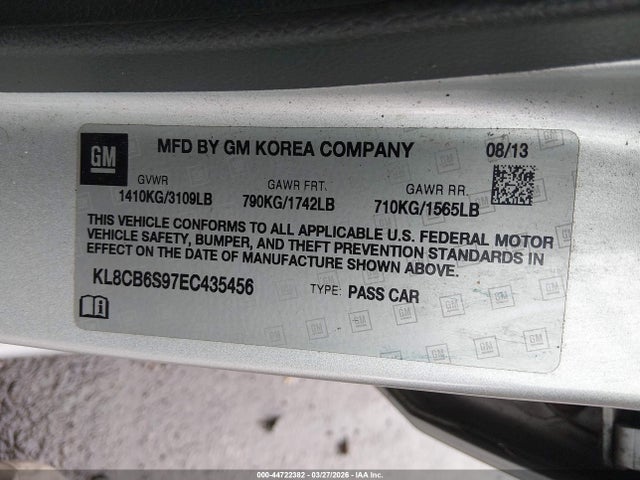 GM
MFD BY GM KOREA COMPANY
08/13
GVWR
GAWR FRT.
GAWR RR.
1410KG/3109LB
790KG/1742LB
710KG/1565LB
THIS VEHICLE CONFORMS TO ALL APPLICABLE U.S. FEDERAL MOTOR
VEHICLE SAFETY, BUMPER, AND THEFT PREVENTION STANDARDS IN
EFFECT ON THE DATE OF MANUFACTURE SHOWN ABOVE.
KL8CB6S97EC435456
TYPE: PASS CAR
000-44722382 - 03/27/2026 - IAA Inc.